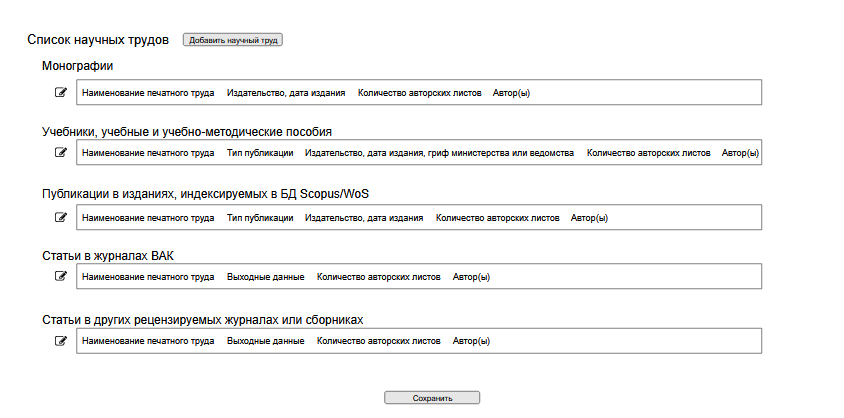 Список научных трудов Добавить научный труд
Монографии
Наименование печатного труда Издательство, дата издания Количество авторских листов Автор(ы)
Учебники, учебные и учебно-методические пособия
Наименование печатного труда Тип публикации Издательство, дата издания, гриф министерства или ведомства Количество авторских листов Автор(ы)
Публикации в изданиях, индексируемых в БД Scopus/WoS
Наименование печатного труда Тип публикации Издательство, дата издания Количество авторских листов Автор(ы)
Статьи в журналах ВАК
Наименование печатного труда Выходные данные Количество авторских листов Автор(ы)
Статьи в других рецензируемых журналах или сборниках
Наименование печатного труда Выходные данные Количество авторских листов Автор(ы)
Сохранить